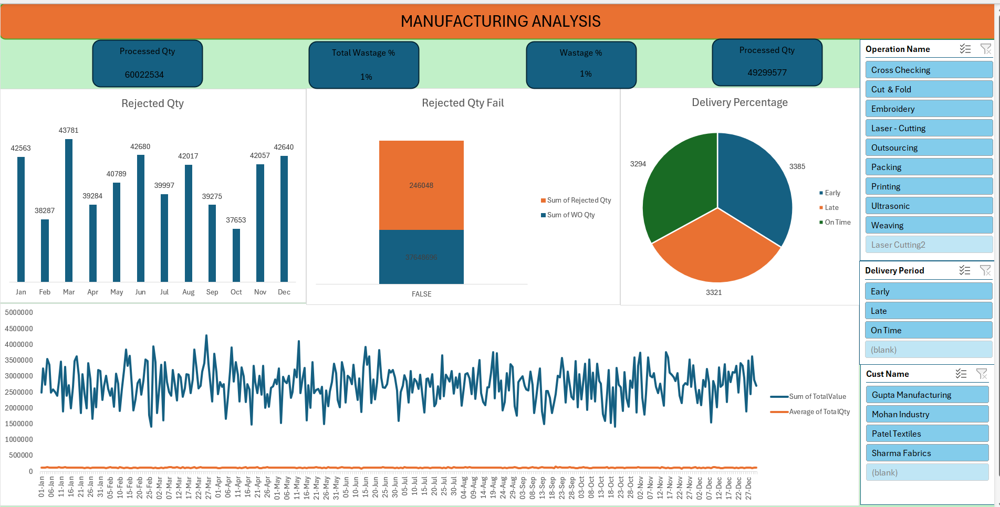 MANUFACTURING ANALYSIS
Processed Qty
60022534
Total Wastage %
1%
Wastage %
1%
Processed Qty
49299577
Rejected Qty
42563
38287
43781
39284
40789
42680
39997
42017
39275
37653
42057
42640
Jan Feb Mar Apr May Jun Jul Aug Sep Oct Nov Dec
Rejected Qty Fail
246048
37648696
FALSE
Sum of Rejected Qty
Sum of WO Qty
Delivery Percentage
3294
3385
3321
Early
Late
On Time
5000000
4500000
4000000
3500000
3000000
2500000
2000000
1500000
1000000
500000
0
01-Jan
06-Jan
11-Jan
16-Jan
21-Jan
26-Jan
31-Jan
05-Feb
10-Feb
15-Feb
20-Feb
25-Feb
02-Mar
07-Mar
12-Mar
17-Mar
22-Mar
27-Mar
01-Apr
06-Apr
11-Apr
16-Apr
21-Apr
26-Apr
01-May
06-May
11-May
16-May
21-May
26-May
31-May
05-Jun
10-Jun
15-Jun
20-Jun
25-Jun
30-Jun
05-Jul
10-Jul
15-Jul
20-Jul
25-Jul
30-Jul
04-Aug
09-Aug
14-Aug
19-Aug
24-Aug
29-Aug
03-Sep
08-Sep
13-Sep
18-Sep
23-Sep
28-Sep
03-Oct
08-Oct
13-Oct
18-Oct
23-Oct
28-Oct
02-Nov
07-Nov
12-Nov
17-Nov
22-Nov
27-Nov
02-Dec
07-Dec
12-Dec
17-Dec
22-Dec
27-Dec
Sum of TotalValue
Average of TotalQty
Operation Name
Cross Checking
Cut & Fold
Embroidery
Laser - Cutting
Outsourcing
Packing
Printing
Ultrasonic
Weaving
Laser Cutting2
Delivery Period
Early
Late
On Time
(blank)
Cust Name
Gupta Manufacturing
Mohan Industry
Patel Textiles
Sharma Fabrics
(blank)